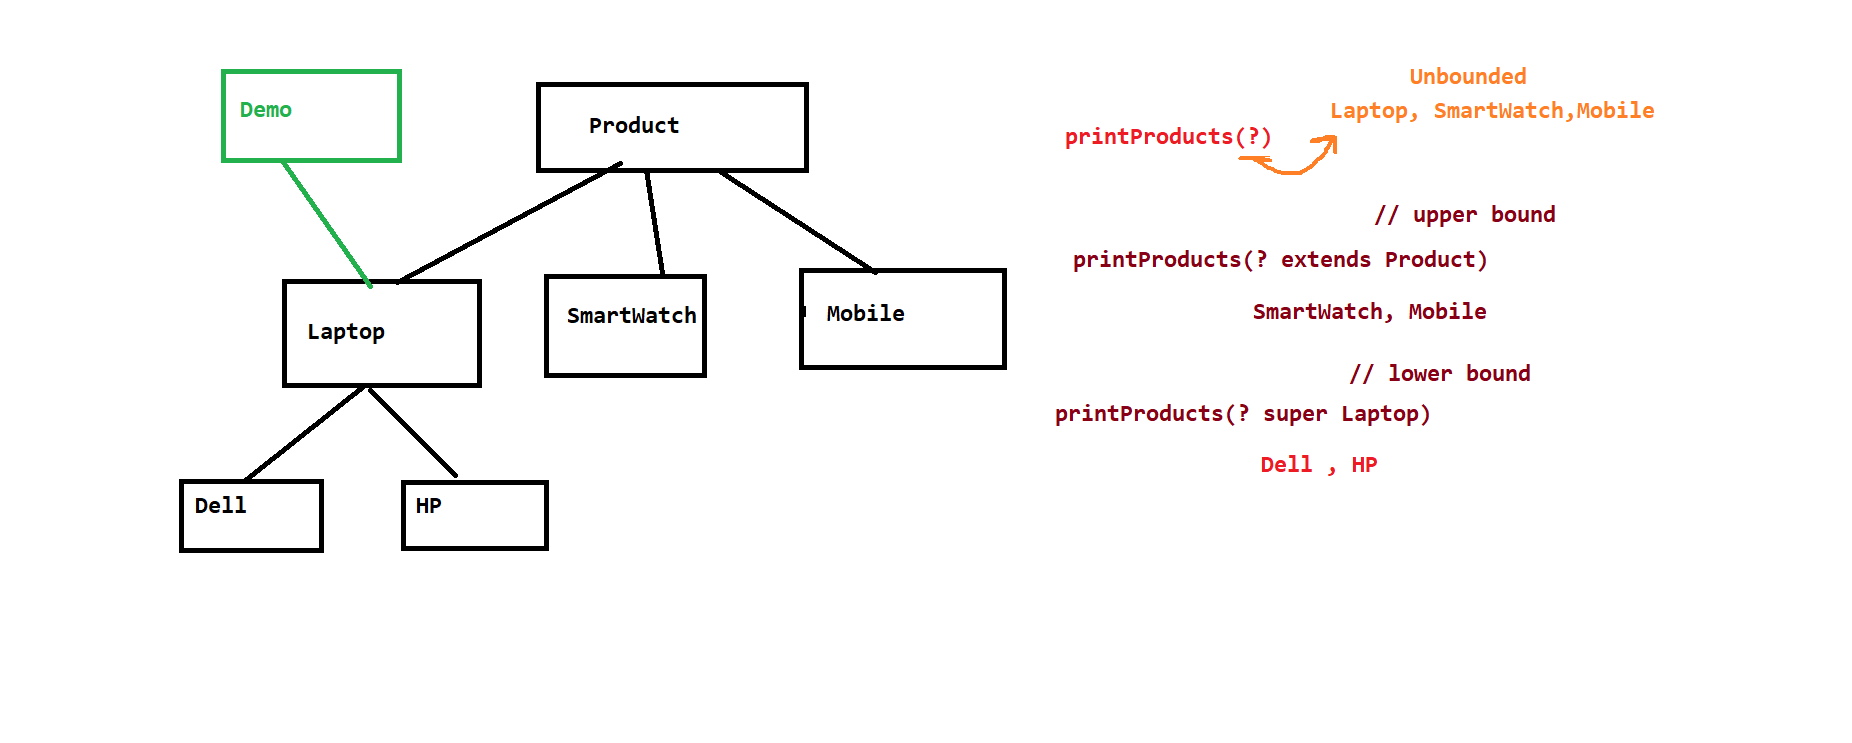 Demo
Product
Laptop
SmartWatch
Mobile
Dell
HP
Unbounded
Laptop, SmartWatch,Mobile
printProducts(?)
// upper bound
printProducts(? extends Product)
SmartWatch, Mobile
// lower bound
printProducts(? super Laptop)
Dell , HP